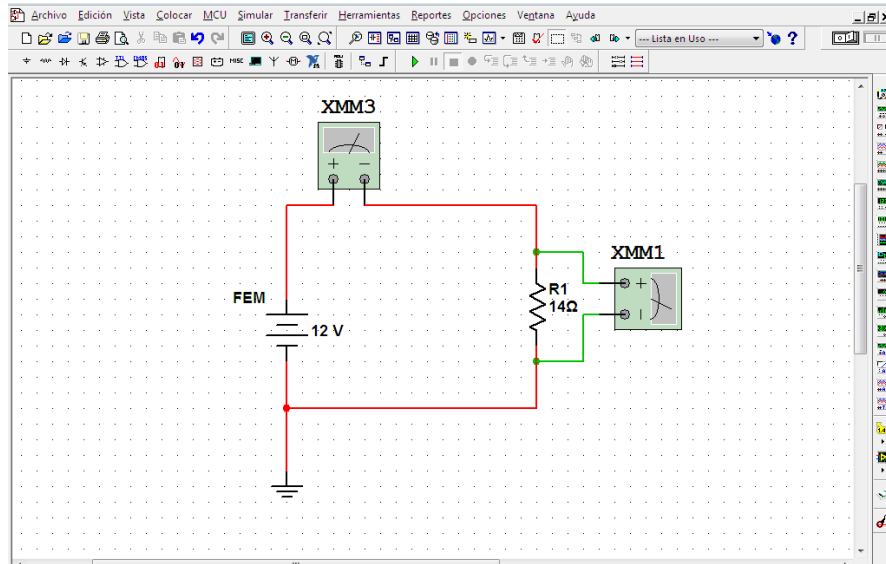 Archivo Edición Vista Colocar MCU Simular Transferir Herramientas Reportes Opciones Ventana Ayuda
--- Lista en Uso ---
MISC
XMM3
+ −
XMM1
+
−
R1
14Ω
FEM
12 V